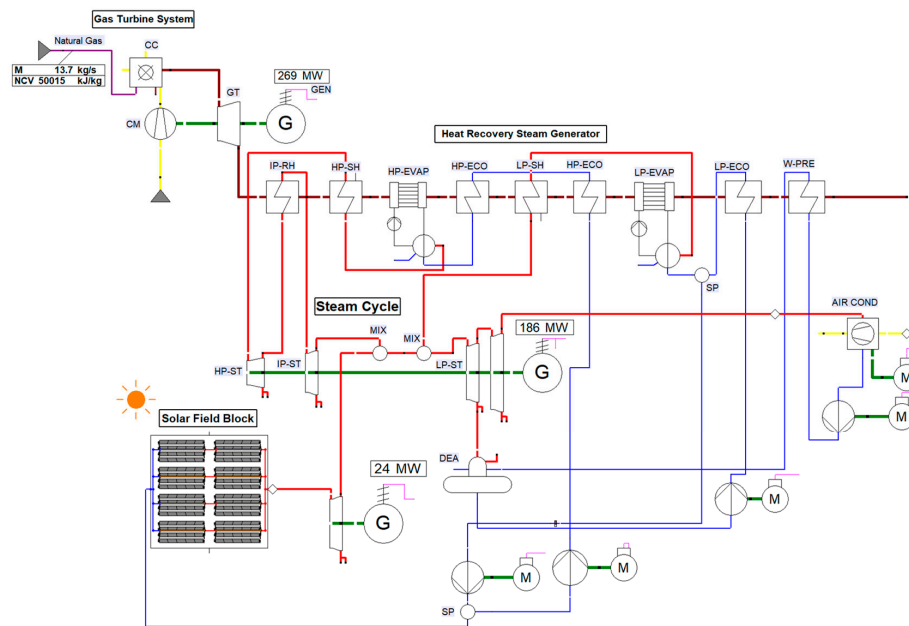 Gas Turbine System
Natural Gas
CC
M 13.7 kg/s
NCV 50015 kJ/kg
269 MW
GEN
GT
G
CM
Heat Recovery Steam Generator
IP-RH
HP-SH
HP-EVAP
HP-ECO
LP-SH
HP-ECO
LP-EVAP
LP-ECO
W-PRE
SP
Steam Cycle
AIR COND
MIX
MIX
186 MW
HP-ST
IP-ST
LP-ST
G
M
M
Solar Field Block
DEA
24 MW
G
M
M
M
SP